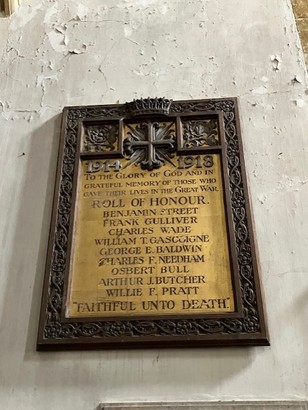 1914 1918
TO THE GLORY OF GOD AND IN
GRATEFUL MEMORY OF THOSE WHO
GAVE THEIR LIVES IN THE GREAT WAR
ROLL OF HONOUR.
BENJAMIN STREET
FRANK GULLIVER
CHARLES WADE
WILLIAM T. GASCOIGNE
GEORGE E. BALDWIN
CHARLES F. NEEDHAM
OSBERT BULL
ARTHUR J. BUTCHER
WILLIE F. PRATT
"FAITHFUL UNTO DEATH"